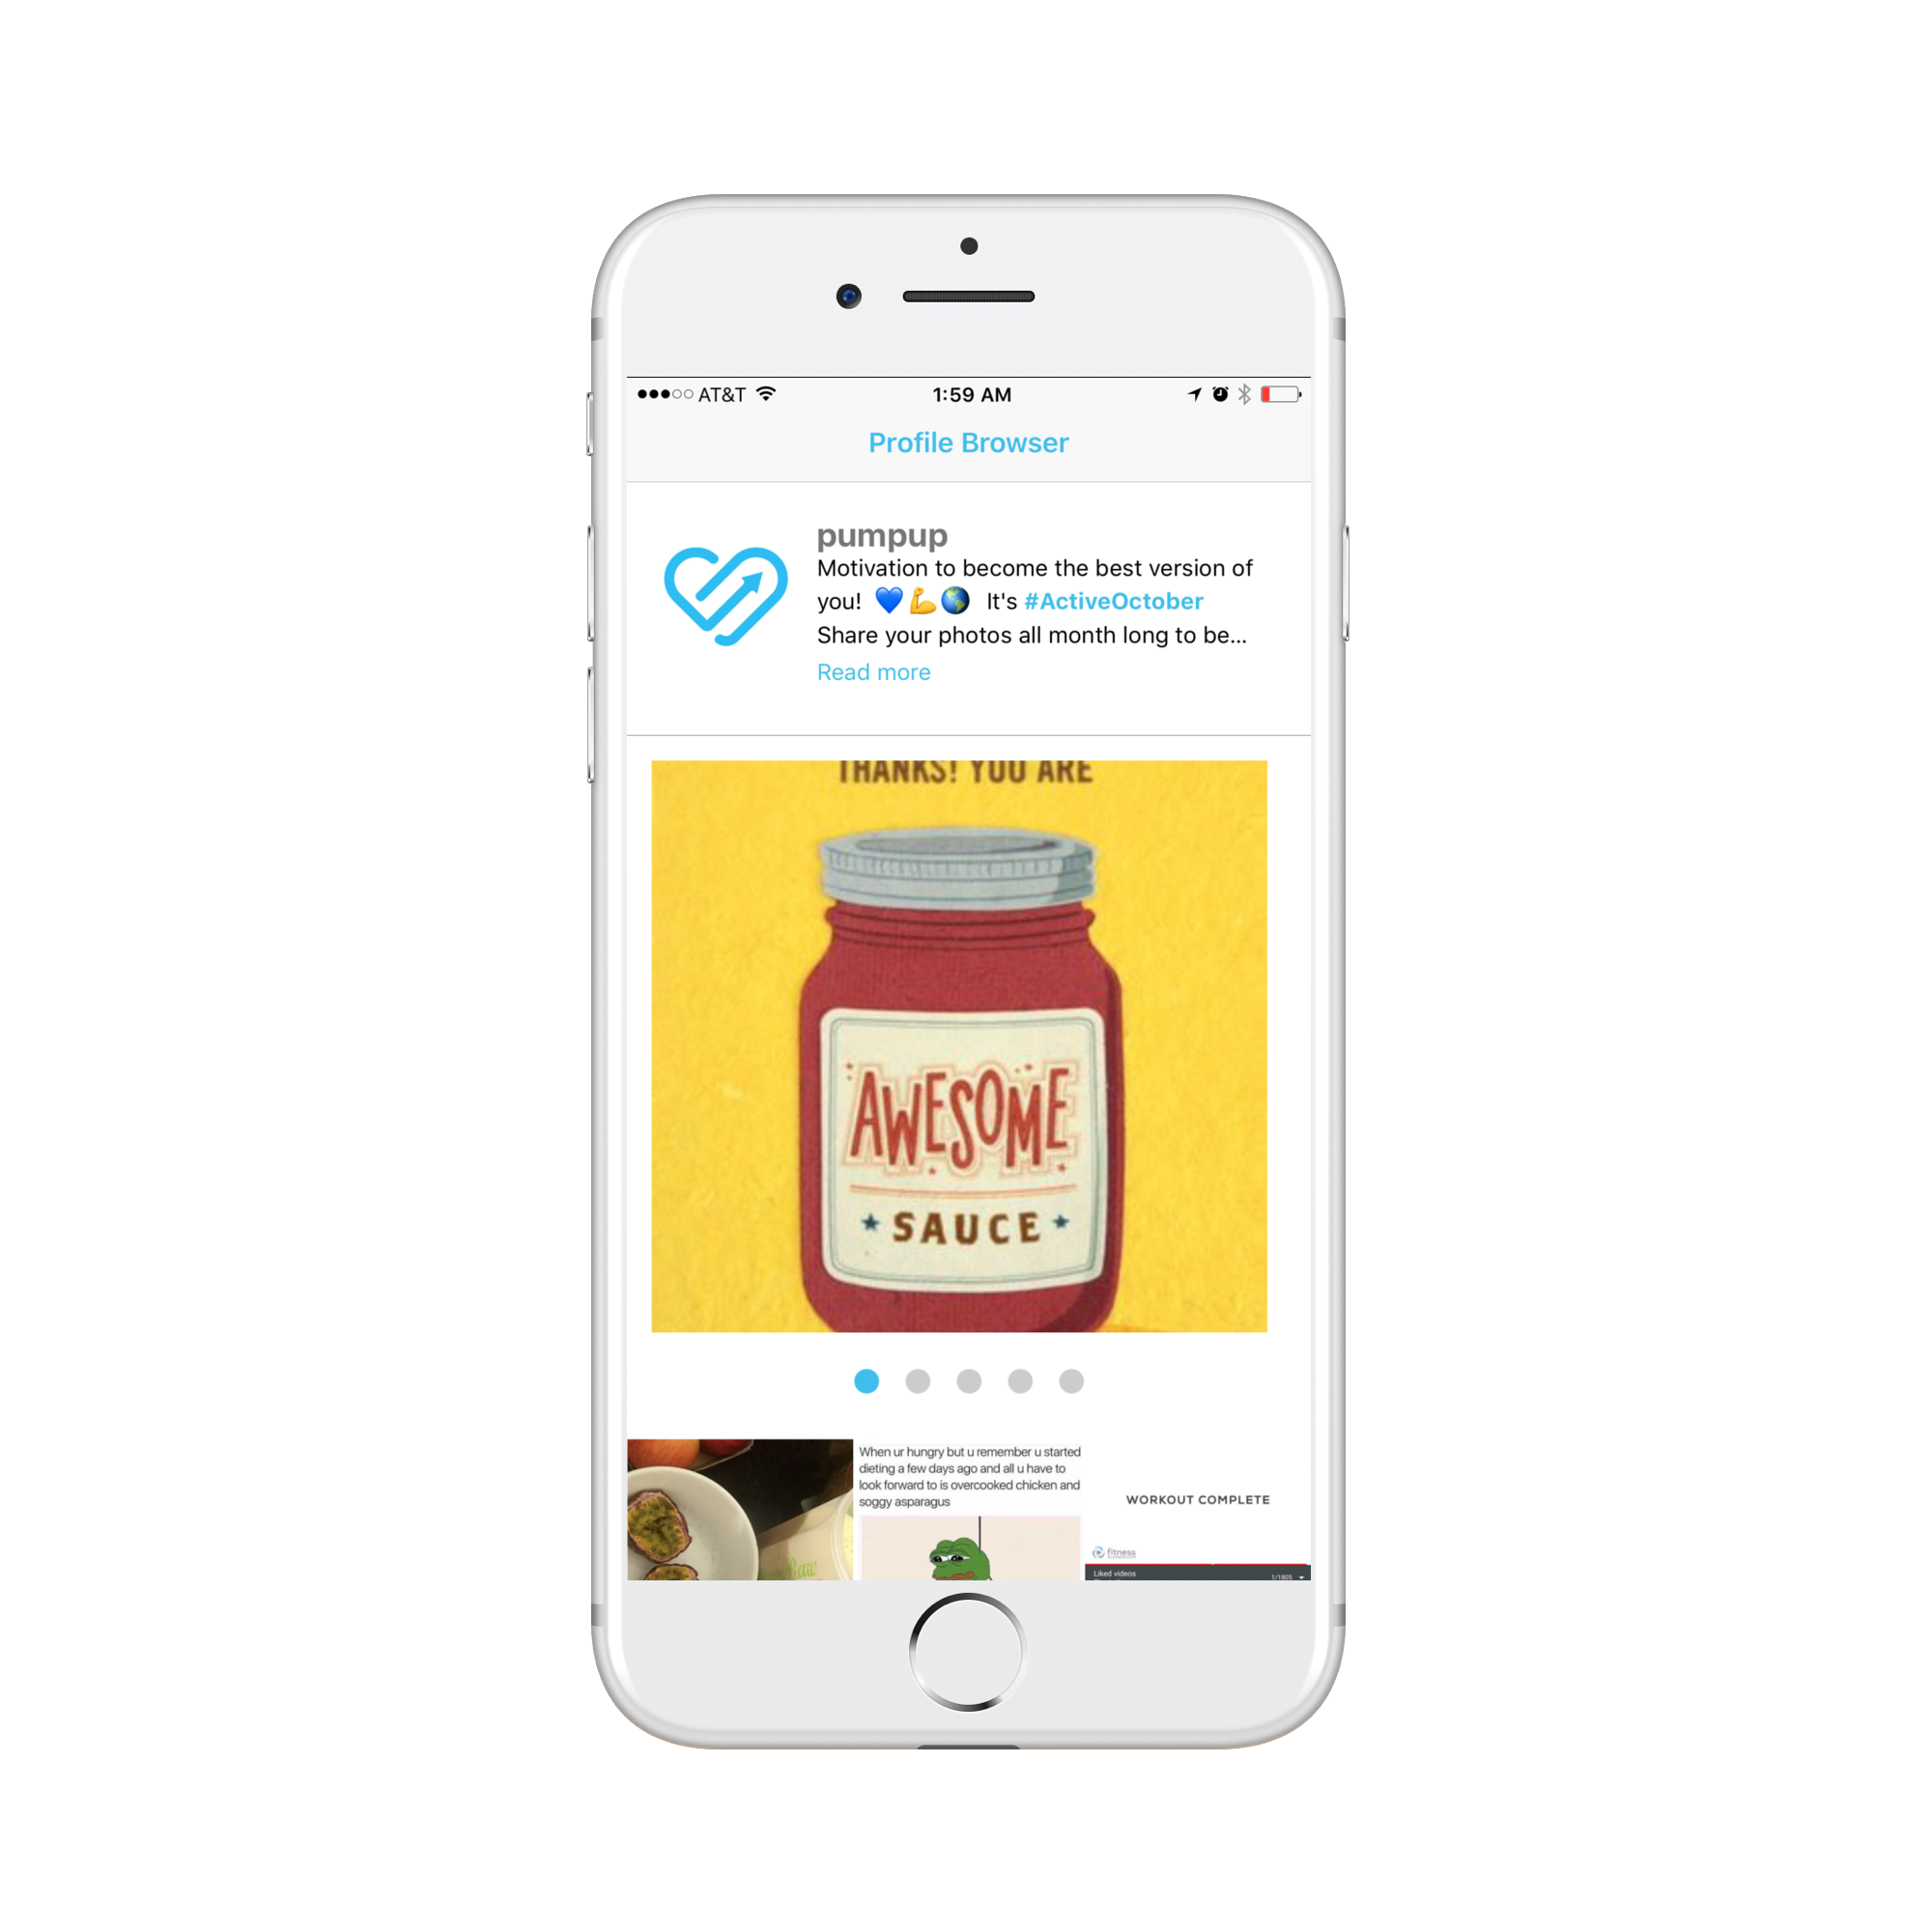 AT&T 1:59 AM
Profile Browser
pumpup
Motivation to become the best version of
you! 💙💪🌎 It's #ActiveOctober
Share your photos all month long to be...
Read more
THANKS! YOU ARE
AWESOME
SAUCE
When ur hungry but u remember u started
dieting a few days ago and all u have to
look forward to is overcooked chicken and
soggy asparagus
WORKOUT COMPLETE
fitness
Liked videos
1/1805